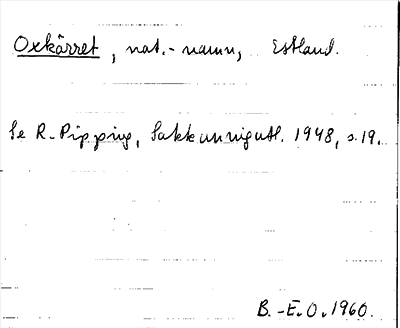 Oxkärret, nat.-namn, Estland.
Se R. Pipping, Sakkunnigutl. 1948, s.19.
B.-E.O. 1960.